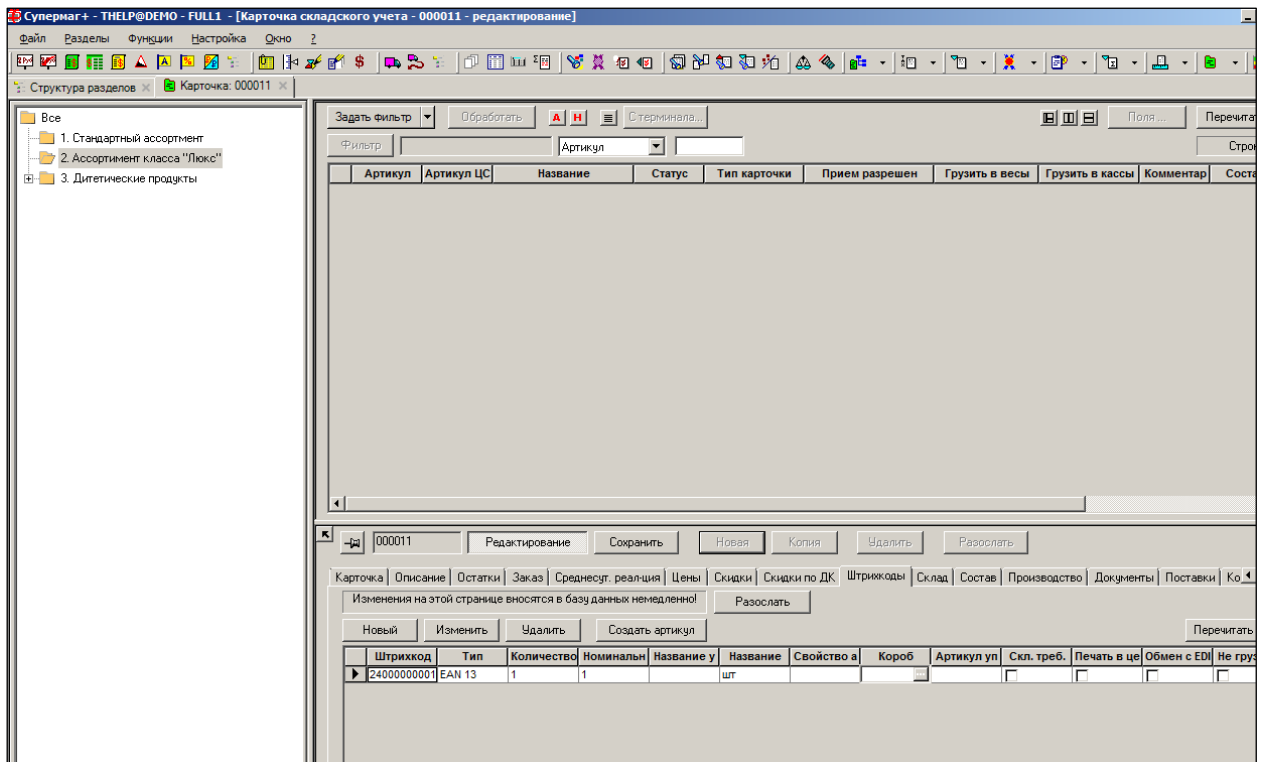 Супермаг+ - THELP@DEMO - FULL1 - [Карточка складского учета - 000011 - редактирование]
Файл Разделы Функции Настройка Окно ?
Структура разделов × Карточка: 000011 ×
Все
1. Стандартный ассортмент
2. Ассортимент класса "Люкс"
3. Дитетические продукты
Задать фильтр Обработать А Н С терминала... Поля ... Перечитат
Фильтр Артикул Строк
Артикул Артикул ЦС Название Статус Тип карточки Прием разрешен Грузить в весы Грузить в кассы Комментар Соста
000011 Редактирование Сохранить Новая Копия Удалить Разослать
Карточка Описание Остатки Заказ Среднесут. реал-ция Цены Скидки Скидки по ДК Штрихкоды Склад Состав Производство Документы Поставки Ко
Изменения на этой странице вносятся в базу данных немедленно! Разослать
Новый Изменить Удалить Создать артикул Перечитать
Штрихкод Тип Количество Номинальн Название у Название Свойство а Короб Артикул уп Скл. треб. Печать в це Обмен с EDI Не груз
24000000001 EAN 13 1 1 шт ...